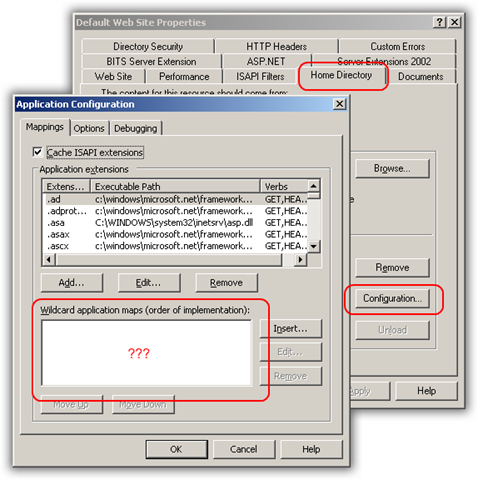 Default Web Site Properties
Directory Security HTTP Headers Custom Errors
BITS Server Extension ASP.NET Server Extensions 2002
Web Site Performance ISAPI Filters Home Directory Documents
The content for this resource should come from:
Application Configuration
Mappings Options Debugging
Cache ISAPI extensions
Application extensions
Extens... Executable Path Verbs
.ad c:\windows\microsoft.net\framework... GET,HEA...
.adprot... c:\windows\microsoft.net\framework... GET,HEA...
.asa C:\WINDOWS\system32\inetsrv\asp.dll GET,HEA...
.asax c:\windows\microsoft.net\framework... GET,HEA...
.ascx c:\windows\microsoft.net\framework... GET,HEA...
Add... Edit... Remove
Wildcard application maps (order of implementation):
???
Insert...
Edit...
Remove
Move Up Move Down
OK Cancel Help
Browse...
Remove
Configuration...
Unload
Apply Help